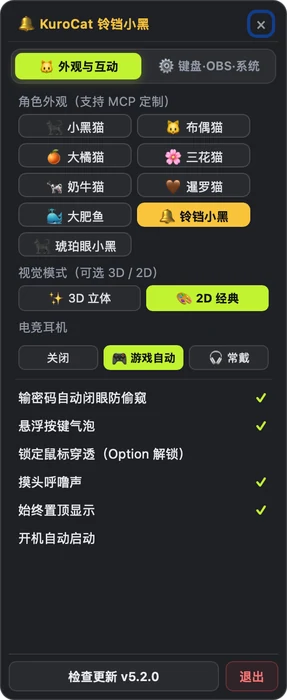 🔔 KuroCat 铃铛小黑 ×
🐱 外观与互动 ⚙️ 键盘·OBS·系统
角色外观（支持 MCP 定制）
🐈‍⬛ 小黑猫 🐱 布偶猫
🍊 大橘猫 🌸 三花猫
🐄 奶牛猫 🤎 暹罗猫
🐳 大肥鱼 🔔 铃铛小黑
🐈‍⬛ 琥珀眼小黑
视觉模式（可选 3D / 2D）
✨ 3D 立体 🎨 2D 经典
电竞耳机
关闭 🎮 游戏自动 🎧 常戴
输密码自动闭眼防偷窥 ✓
悬浮按键气泡 ✓
锁定鼠标穿透（Option 解锁）
摸头呼噜声 ✓
始终置顶显示 ✓
开机自动启动
检查更新 v5.2.0 退出